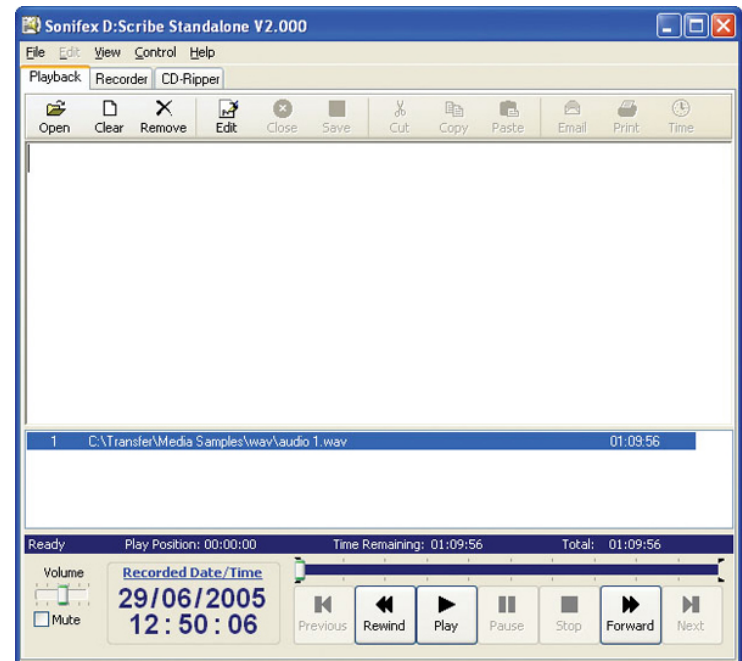 Sonifex D:Scribe Standalone V2.000
File Edit View Control Help
Playback Recorder CD-Ripper
Open Clear Remove Edit Close Save Cut Copy Paste Email Print Time
1 C:\Transfer\Media Samples\wav\audio 1.wav 01:09:56
Ready Play Position: 00:00:00 Time Remaining: 01:09:56 Total: 01:09:56
Volume
Mute
Recorded Date/Time
29/06/2005
12:50:06
Previous Rewind Play Pause Stop Forward Next